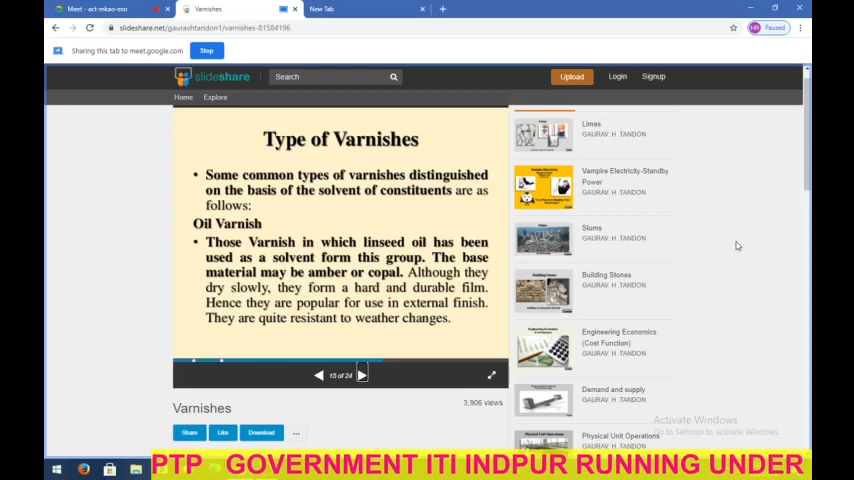 Meet - act-mkao-eso
Varnishes
New Tab
slideshare.net/gauravhtandon1/varnishes-81584196
Paused
Sharing this tab to meet.google.com
Stop
slideshare
Search
Upload
Login
Signup
Home
Explore
Type of Varnishes
• Some common types of varnishes distinguished
on the basis of the solvent of constituents are as
follows:
Oil Varnish
• Those Varnish in which linseed oil has been
used as a solvent form this group. The base
material may be amber or copal. Although they
dry slowly, they form a hard and durable film.
Hence they are popular for use in external finish.
They are quite resistant to weather changes.
15 of 24
Varnishes
3,906 views
Share
Like
Download
Limes
GAURAV. H .TANDON
Vampire Electricity-Standby
Power
GAURAV. H .TANDON
Slums
GAURAV. H .TANDON
Building Stones
GAURAV. H .TANDON
Engineering Economics
(Cost Function)
GAURAV. H .TANDON
Demand and supply
GAURAV. H .TANDON
Physical Unit Operations
GAURAV. H .TANDON
Activate Windows
Go to Settings to activate Windows.
PTP GOVERNMENT ITI INDPUR RUNNING UNDER